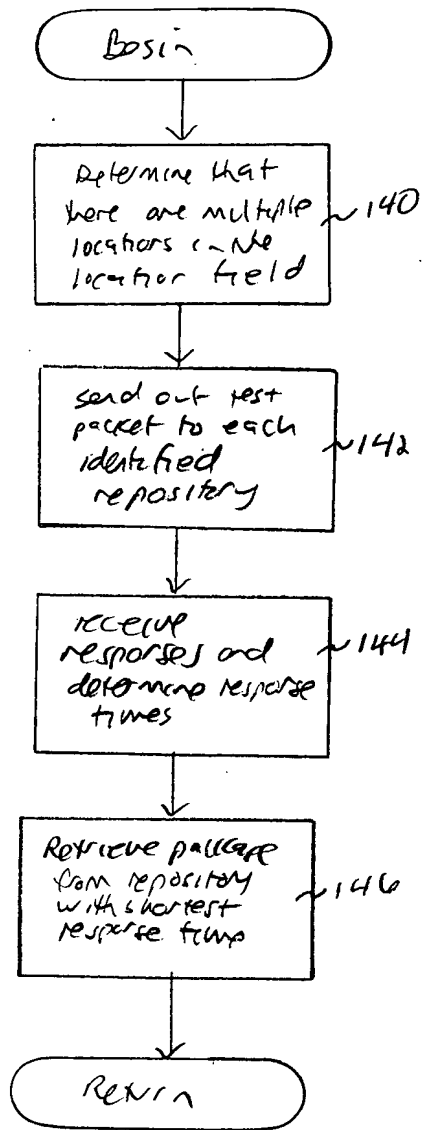 Begin
Determine that
there are multiple
locations in the
location field
140
send out test
packet to each
identified
repository
142
receive
responses and
determine response
times
144
Retrieve package
from repository
with shortest
response time
146
Return